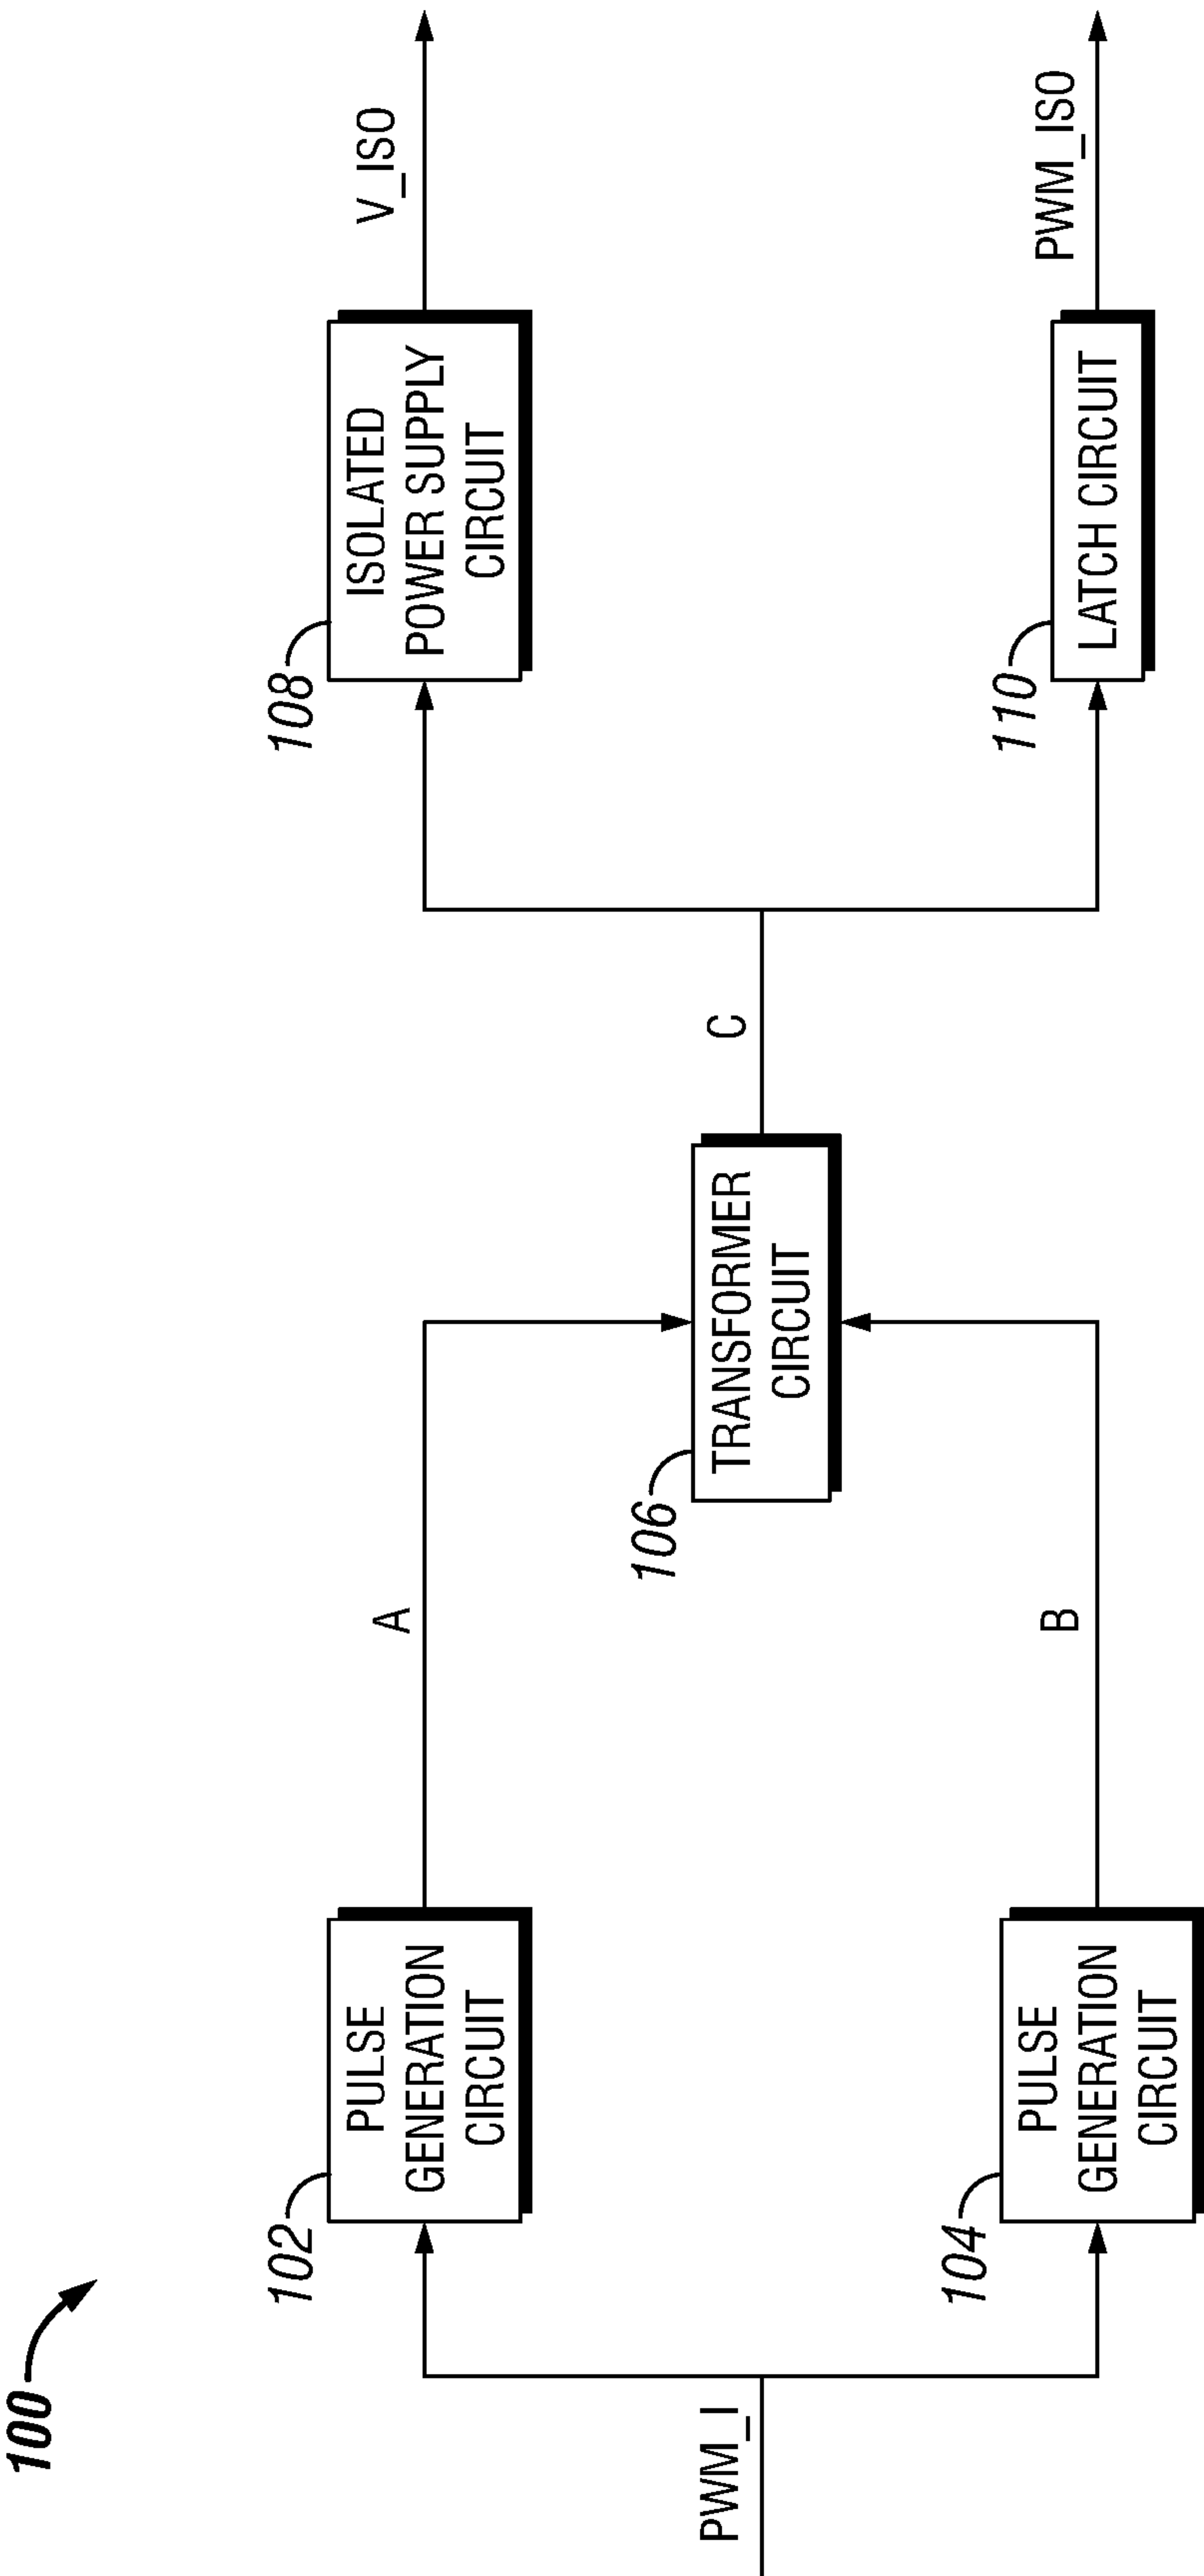 100
PWM_I
102
PULSE
GENERATION
CIRCUIT
104
PULSE
GENERATION
CIRCUIT
A
B
106
TRANSFORMER
CIRCUIT
C
108
ISOLATED
POWER SUPPLY
CIRCUIT
V_ISO
110
LATCH CIRCUIT
PWM_ISO